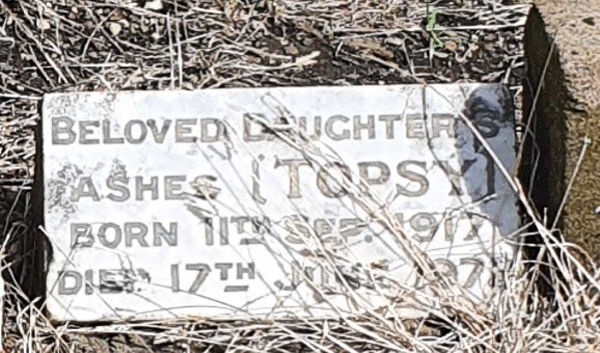 BELOVED DAUGHTER'S
ASHES [TOPSY]
BORN 11TH SEP. 1917
DIED 17TH JUNE